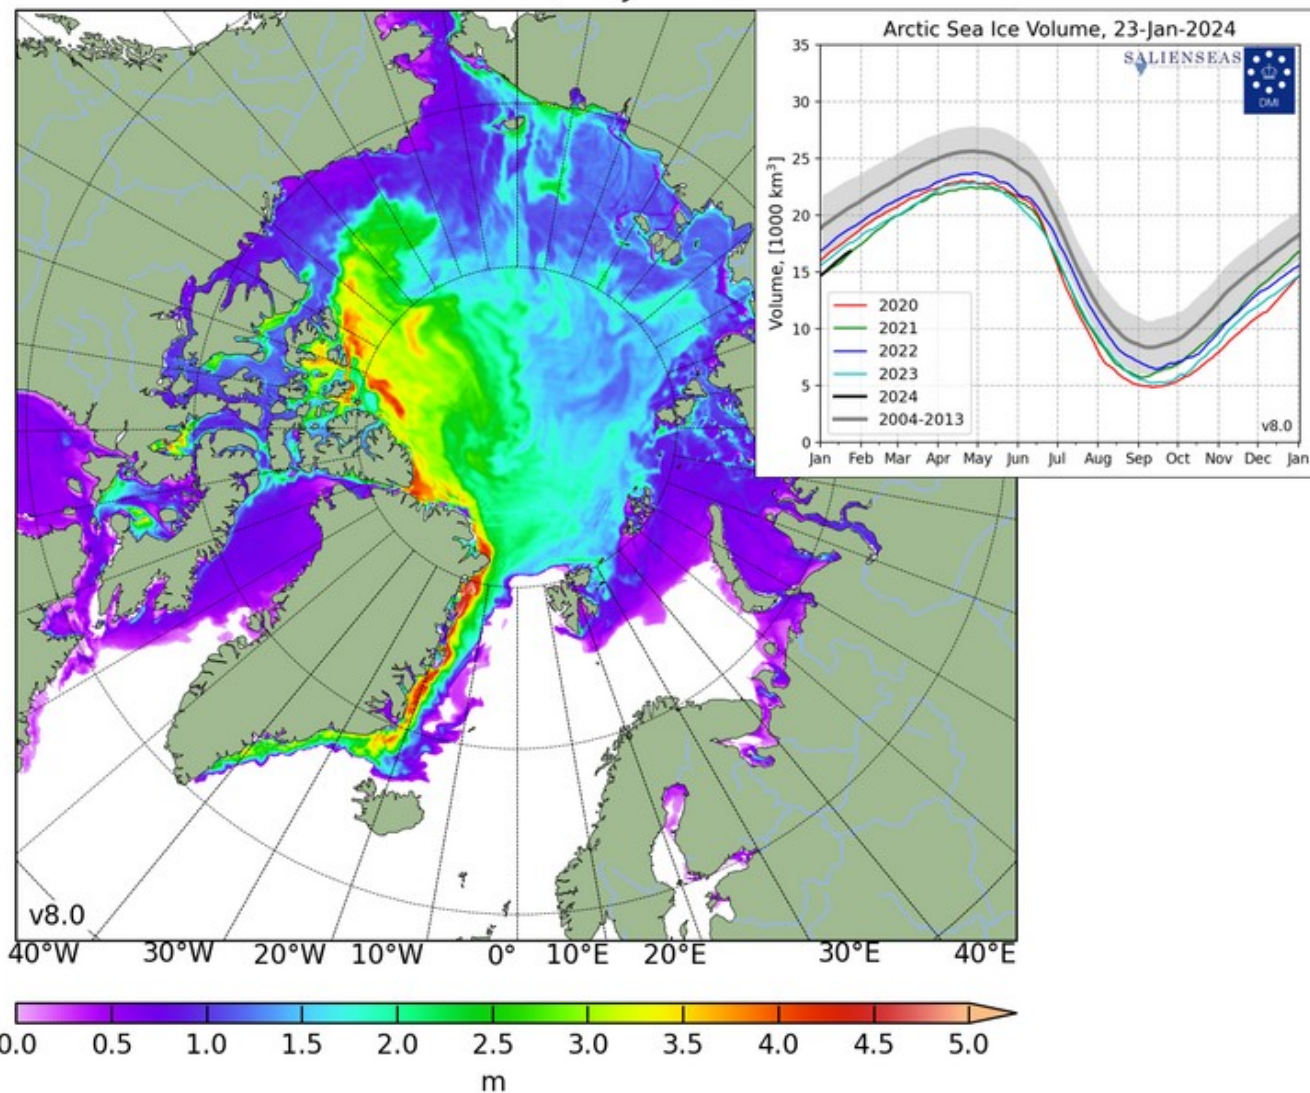 Arctic Sea Ice Volume, 23-Jan-2024
SALIENSEAS
DMI
Volume, [1000 km³]
35
30
25
20
15
10
5
0
2020
2021
2022
2023
2024
2004-2013
v8.0
Jan Feb Mar Apr May Jun Jul Aug Sep Oct Nov Dec Jan
v8.0
40°W 30°W 20°W 10°W 0° 10°E 20°E 30°E 40°E
0.0 0.5 1.0 1.5 2.0 2.5 3.0 3.5 4.0 4.5 5.0
m